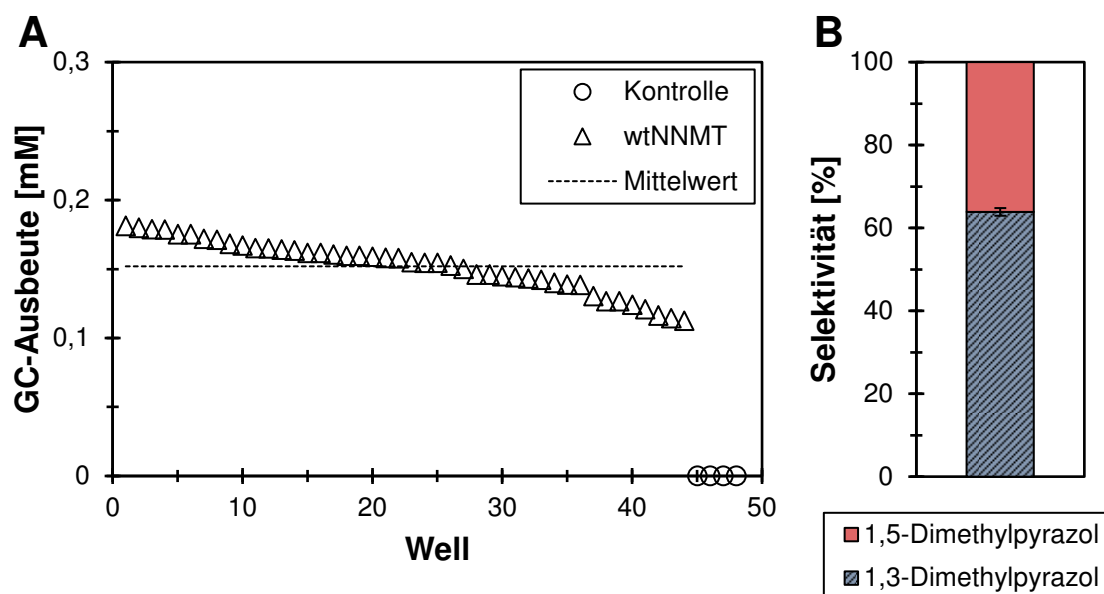 A
GC-Ausbeute [mM]
0,3
0,2
0,1
0
0
10
20
30
40
50
Well
Kontrolle
wtNNMT
Mittelwert
B
Selektivität [%]
100
80
60
40
20
0
1,5-Dimethylpyrazol
1,3-Dimethylpyrazol